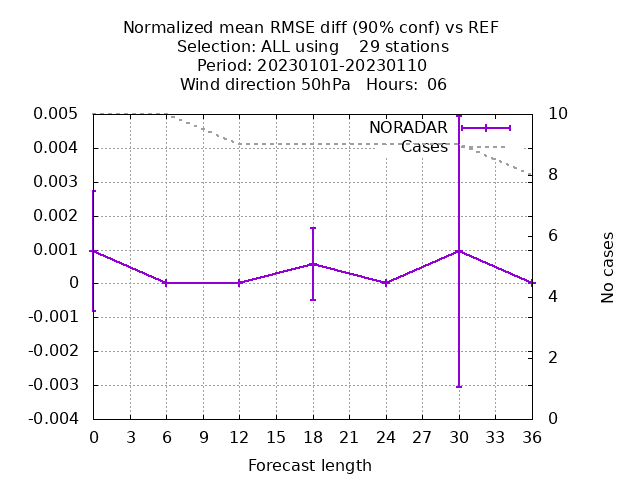 Normalized mean RMSE diff (90% conf) vs REF
Selection: ALL using    29 stations
Period: 20230101-20230110
Wind direction 50hPa   Hours:  06
0.005
0.004
0.003
0.002
0.001
0
-0.001
-0.002
-0.003
-0.004
NORADAR
Cases
10
8
6
4
2
0
No cases
0 3 6 9 12 15 18 21 24 27 30 33 36
Forecast length